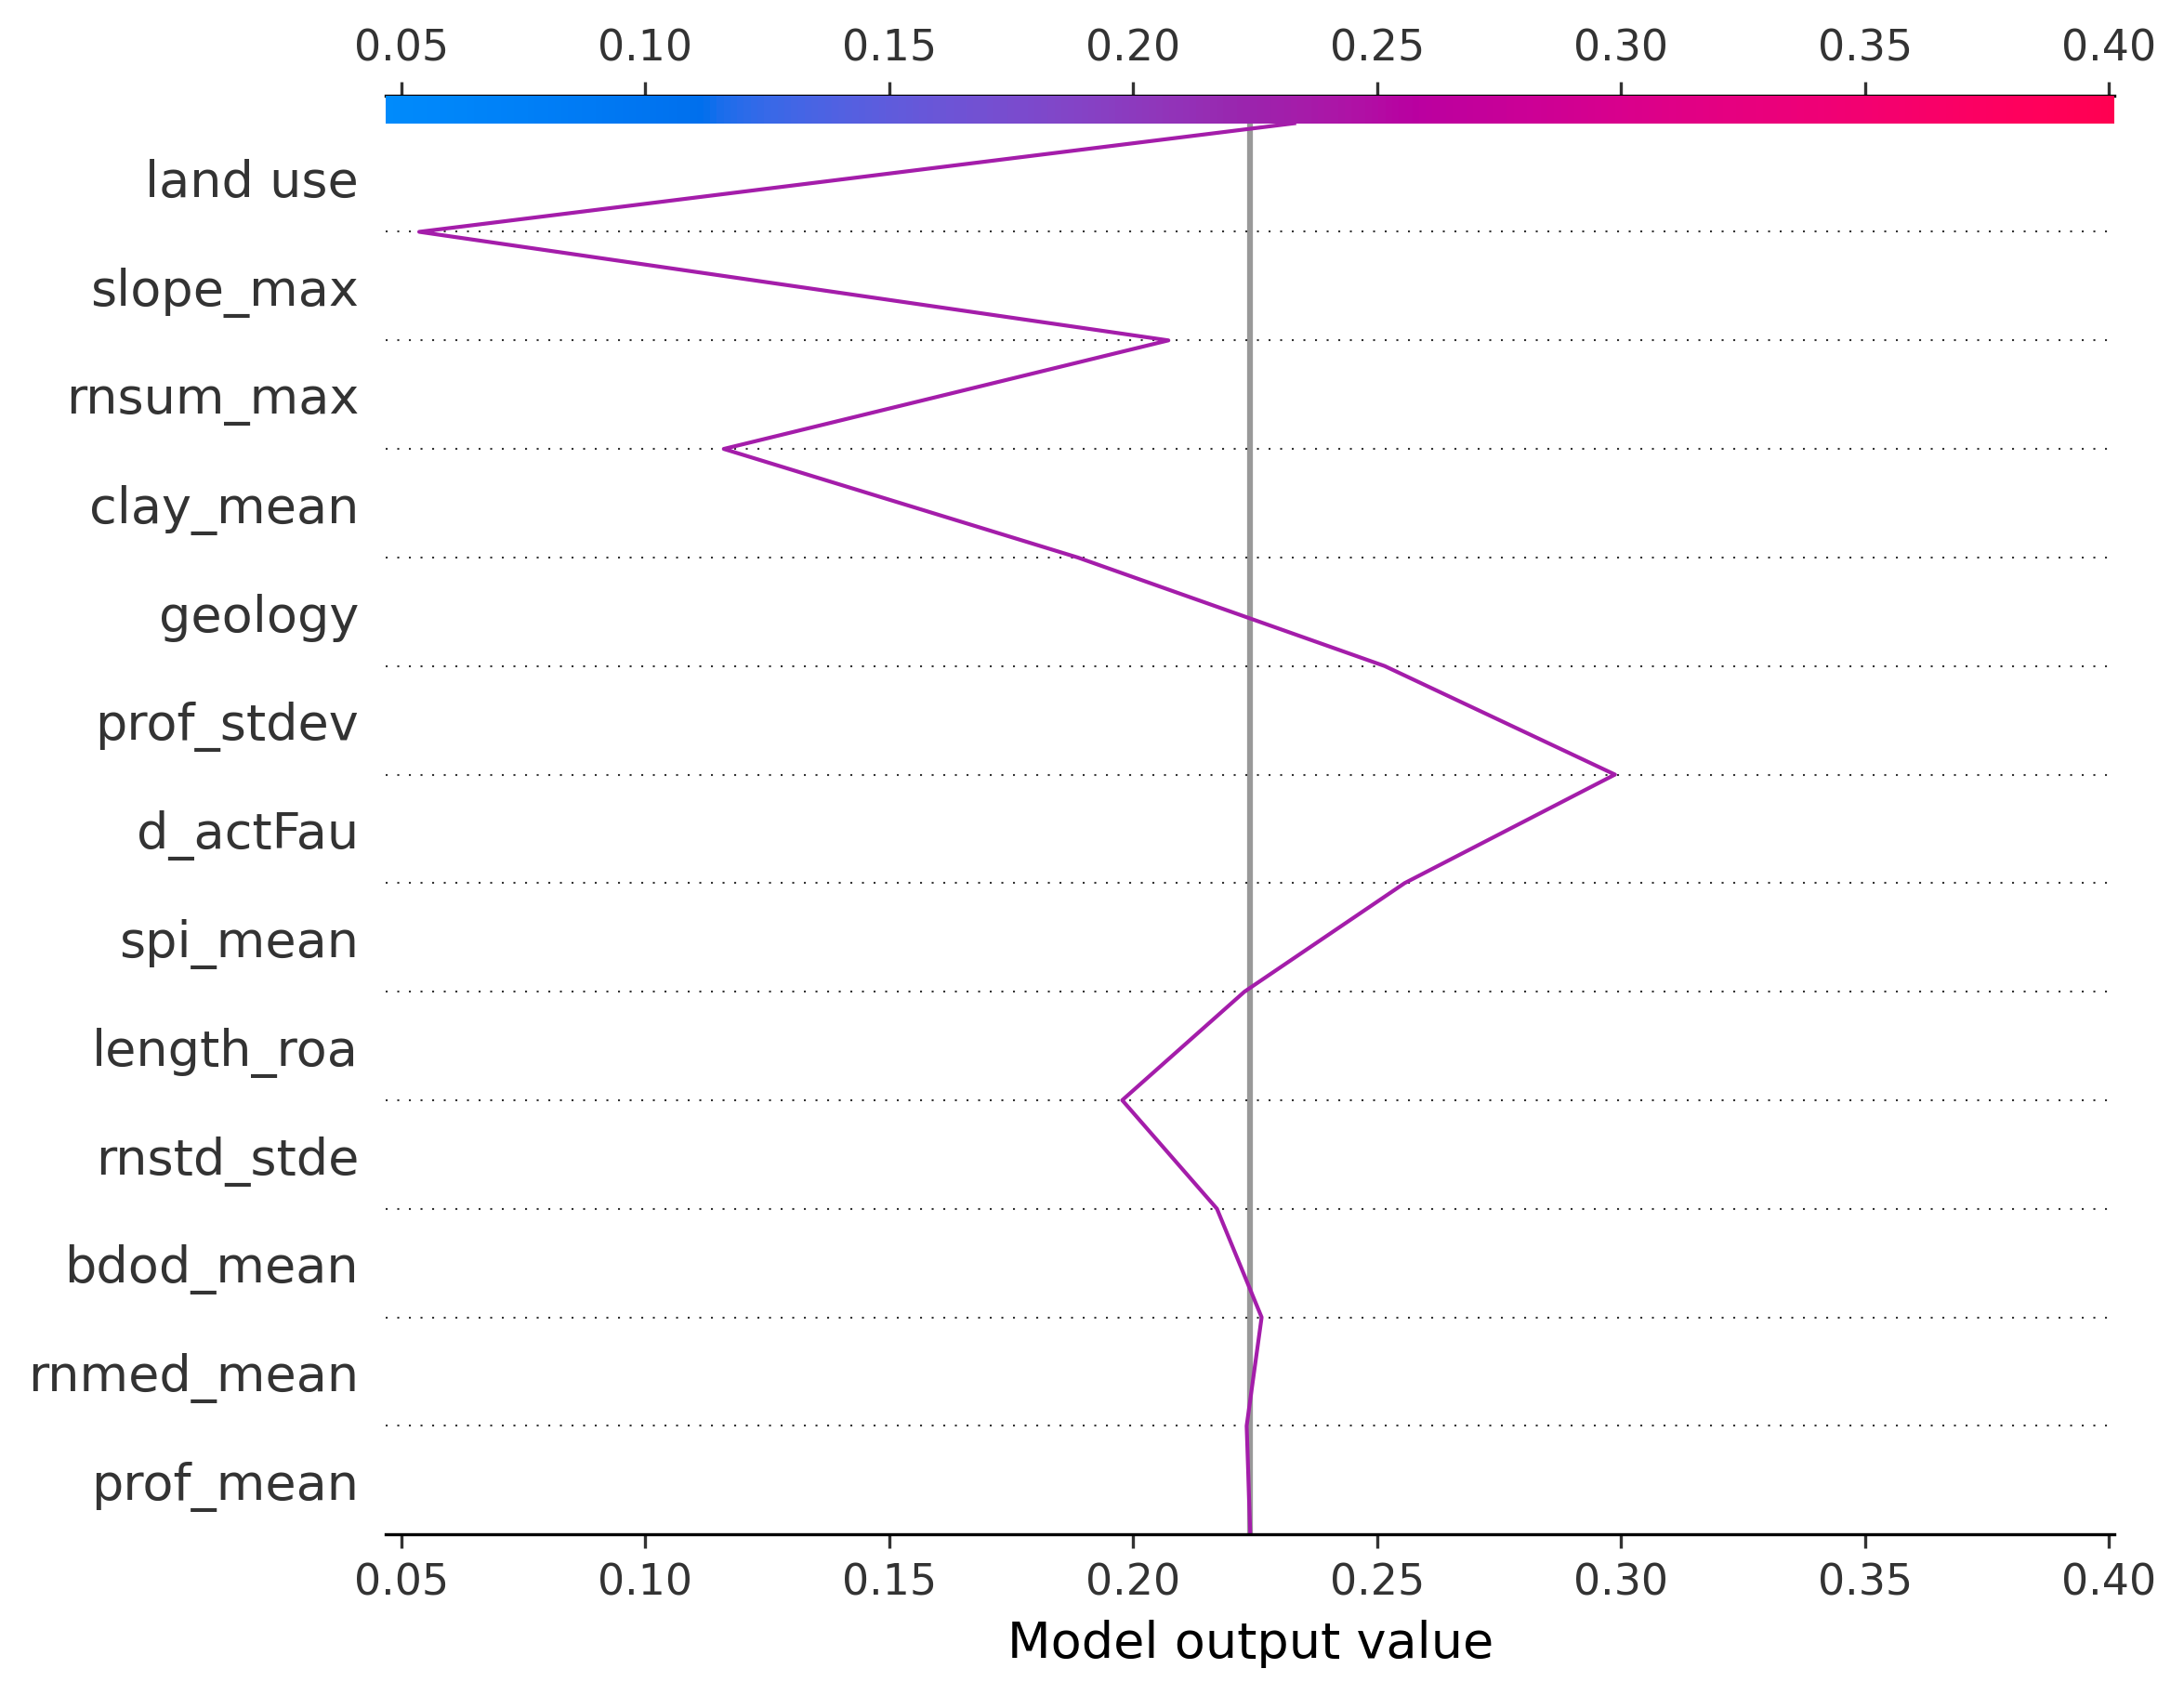 0.05 0.10 0.15 0.20 0.25 0.30 0.35 0.40
land use
slope_max
rnsum_max
clay_mean
geology
prof_stdev
d_actFau
spi_mean
length_roa
rnstd_stde
bdod_mean
rnmed_mean
prof_mean
0.05 0.10 0.15 0.20 0.25 0.30 0.35 0.40
Model output value